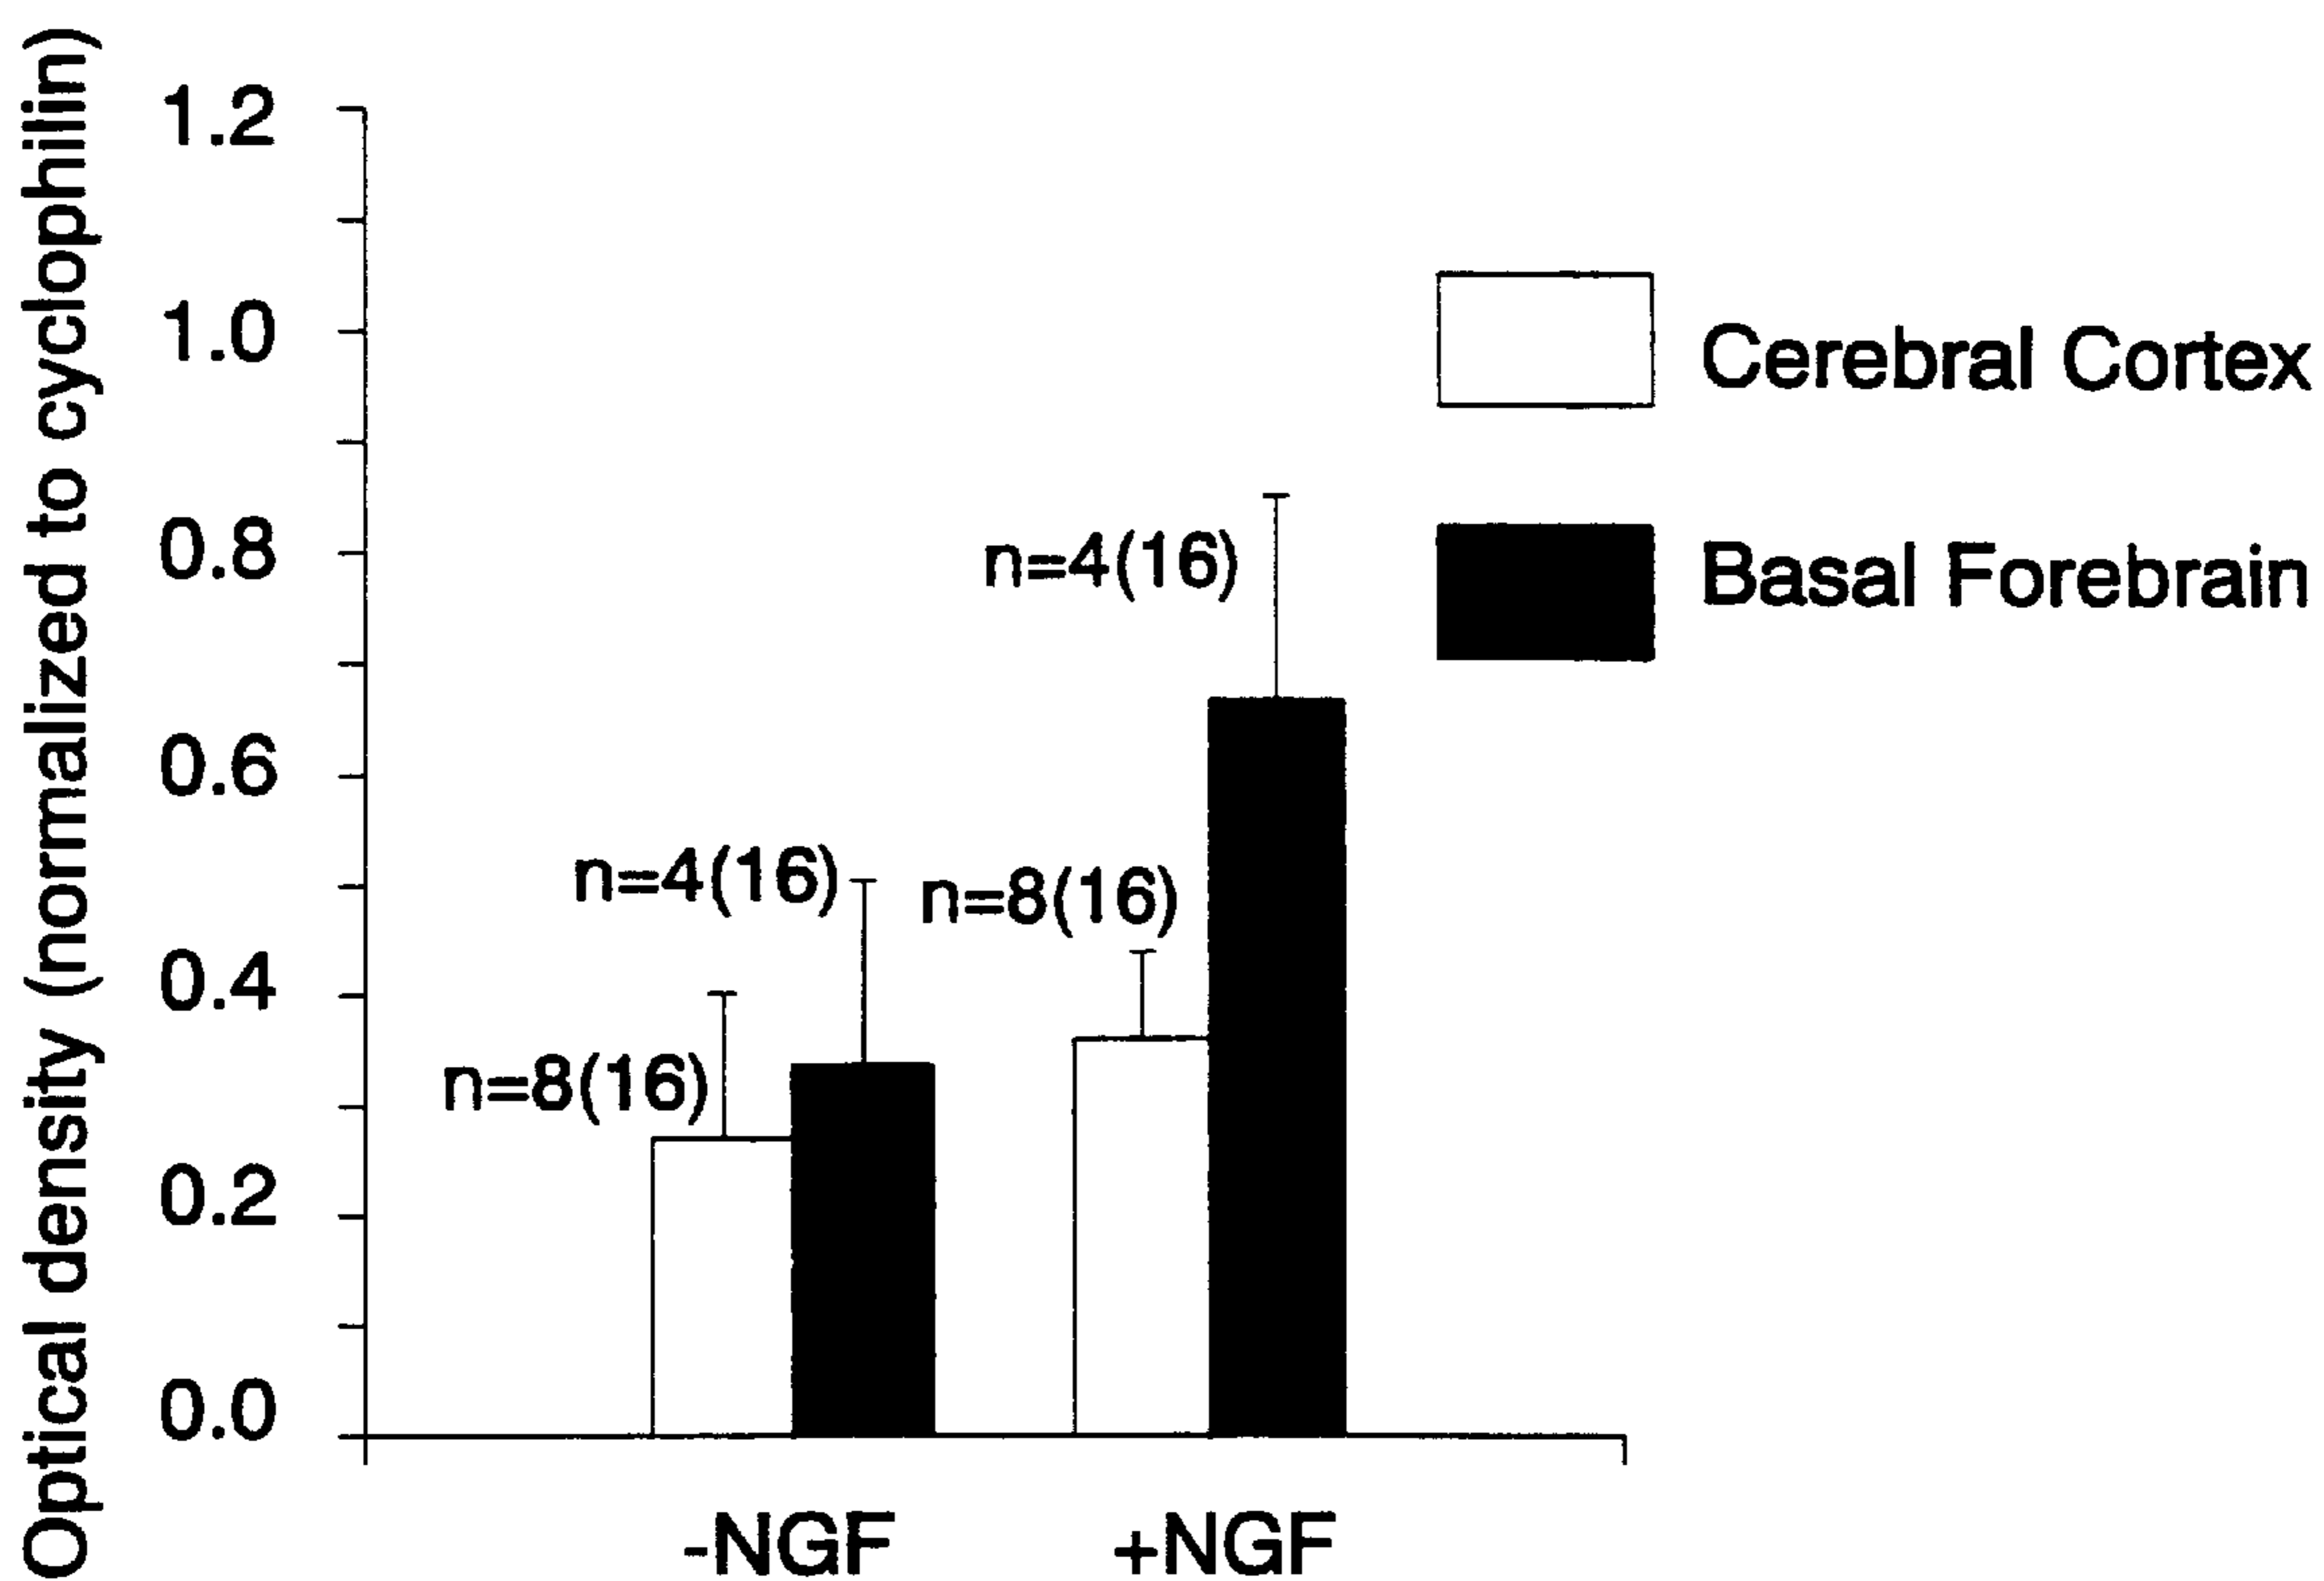 Optical density (normalized to cyclophilin)
1.2
1.0
0.8
0.6
0.4
0.2
0.0
n=8(16)
n=4(16)
n=8(16)
n=4(16)
-NGF
+NGF
Cerebral Cortex
Basal Forebrain